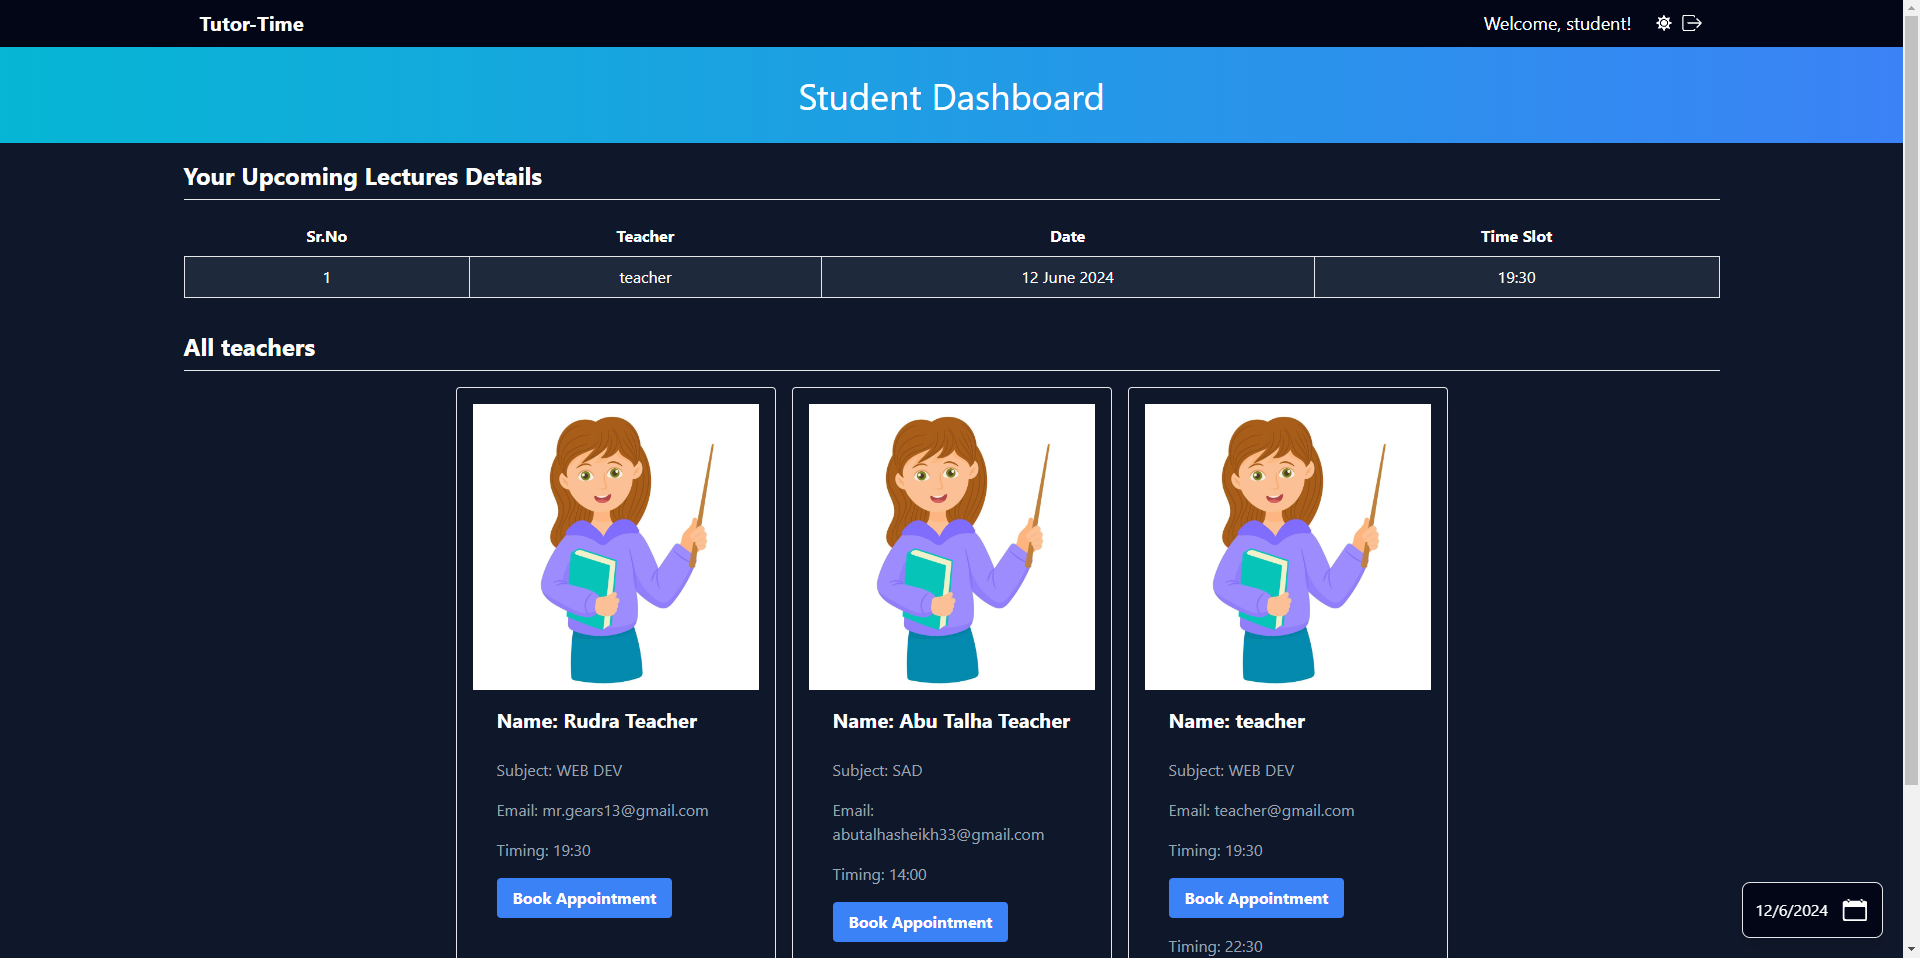 Tutor-Time
Welcome, student!
Student Dashboard
Your Upcoming Lectures Details
Sr.No Teacher Date Time Slot
1 teacher 12 June 2024 19:30
All teachers
Name: Rudra Teacher
Subject: WEB DEV
Email: mr.gears13@gmail.com
Timing: 19:30
Book Appointment
Name: Abu Talha Teacher
Subject: SAD
Email:
abutalhasheikh33@gmail.com
Timing: 14:00
Book Appointment
Name: teacher
Subject: WEB DEV
Email: teacher@gmail.com
Timing: 19:30
Book Appointment
Timing: 22:30
12/6/2024